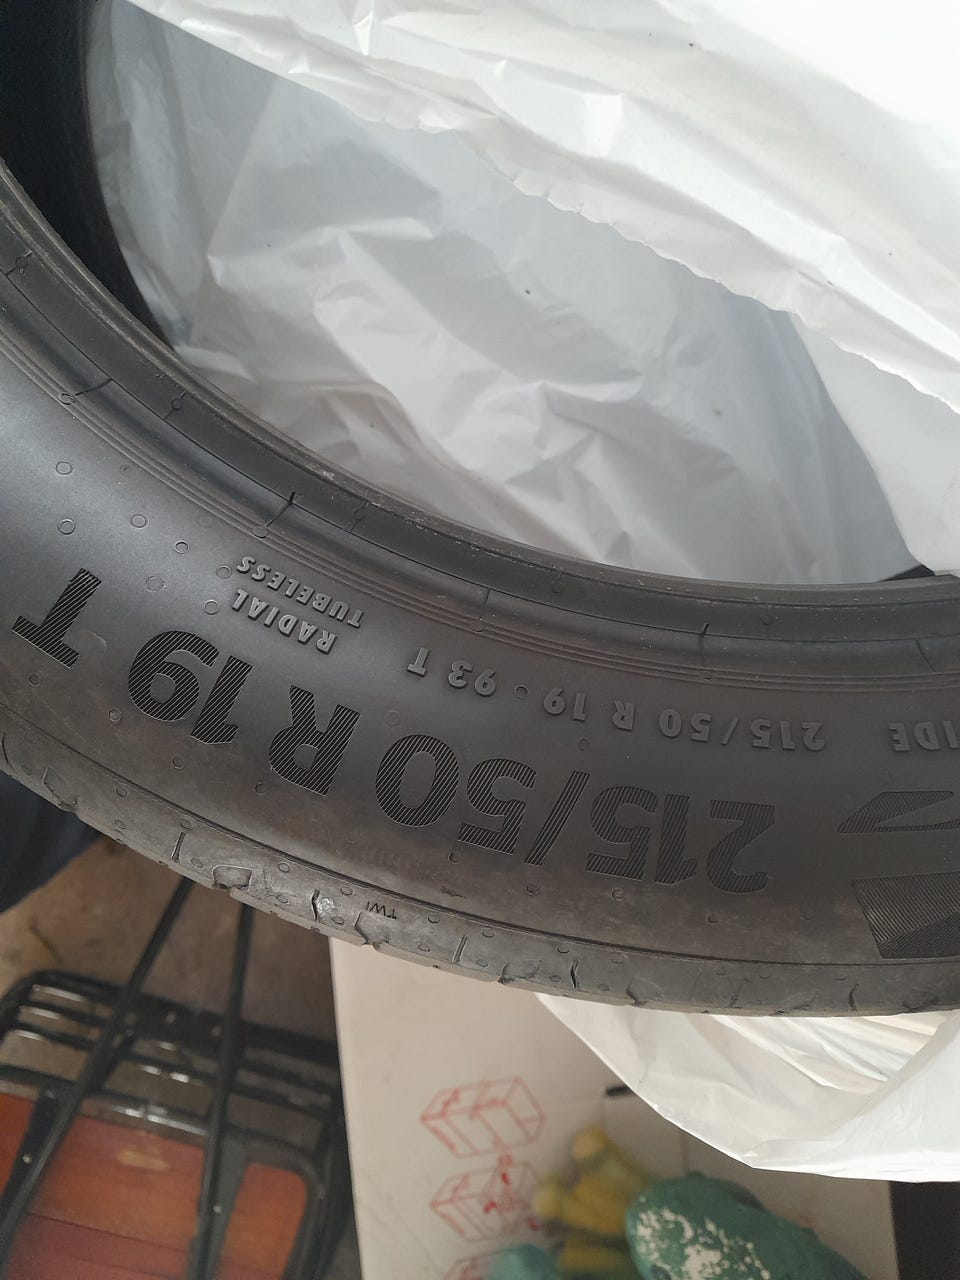 215/50 R 19 T
IDE 215/50 R 19 · 93 T
RADIAL
TUBELESS
TWI